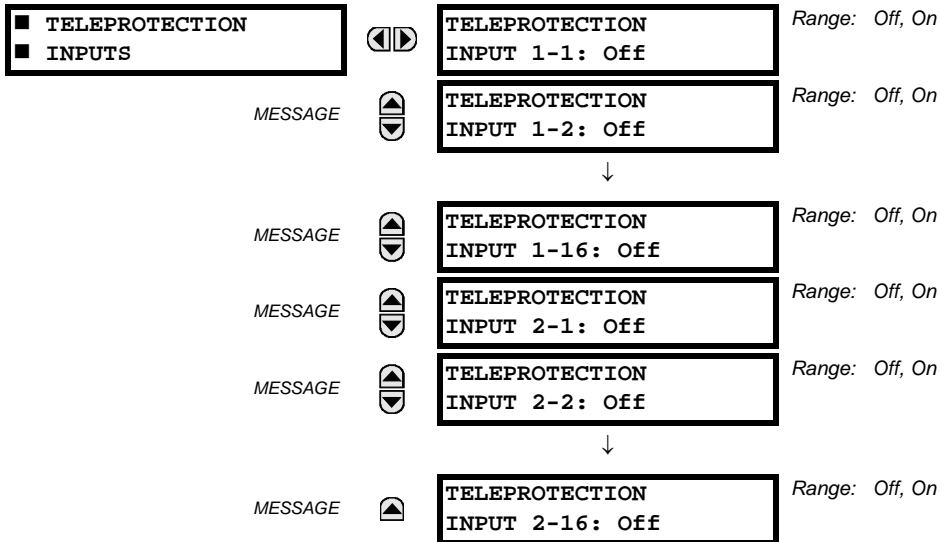 ■ TELEPROTECTION
■ INPUTS
TELEPROTECTION
INPUT 1-1: Off
Range: Off, On
MESSAGE
TELEPROTECTION
INPUT 1-2: Off
Range: Off, On
↓
MESSAGE
TELEPROTECTION
INPUT 1-16: Off
Range: Off, On
MESSAGE
TELEPROTECTION
INPUT 2-1: Off
Range: Off, On
MESSAGE
TELEPROTECTION
INPUT 2-2: Off
Range: Off, On
↓
MESSAGE
TELEPROTECTION
INPUT 2-16: Off
Range: Off, On